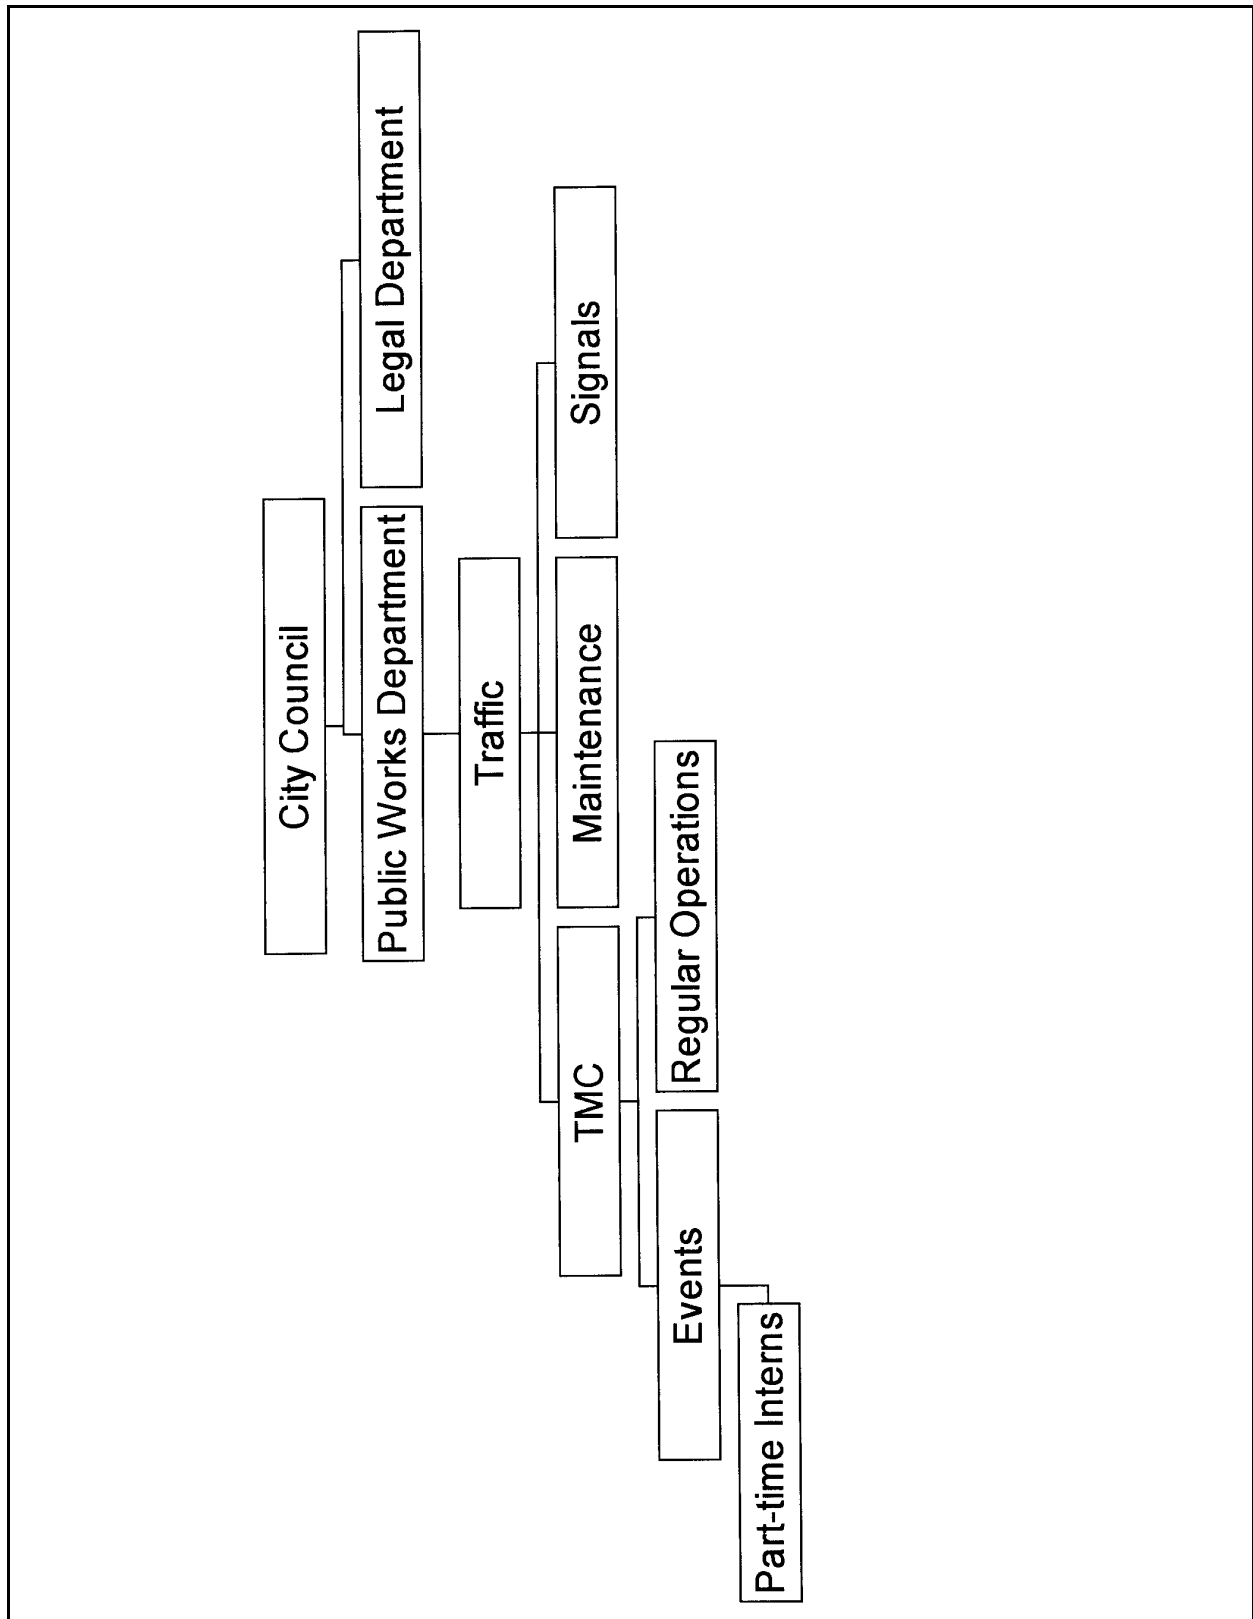 City Council
Public Works Department
Legal Department
Traffic
TMC
Maintenance
Signals
Events
Regular Operations
Part-time Interns